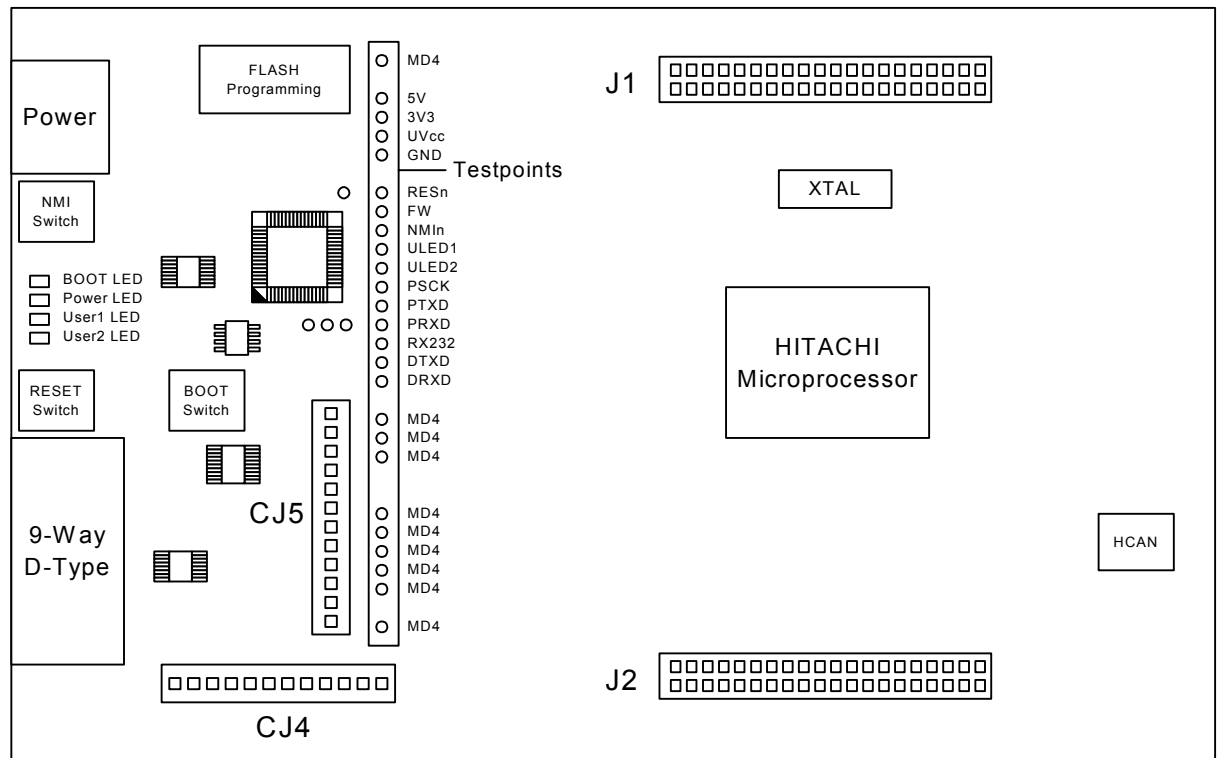 FLASH
Programming
Power
NMI
Switch
BOOT LED
Power LED
User1 LED
User2 LED
RESET
Switch
BOOT
Switch
9-Way
D-Type
CJ5
CJ4
MD4
5V
3V3
UVcc
GND
Testpoints
RESn
FW
NMIn
ULED1
ULED2
PSCK
PTXD
PRXD
RX232
DTXD
DRXD
MD4
MD4
MD4
MD4
MD4
MD4
MD4
MD4
MD4
J1
XTAL
HITACHI
Microprocessor
HCAN
J2